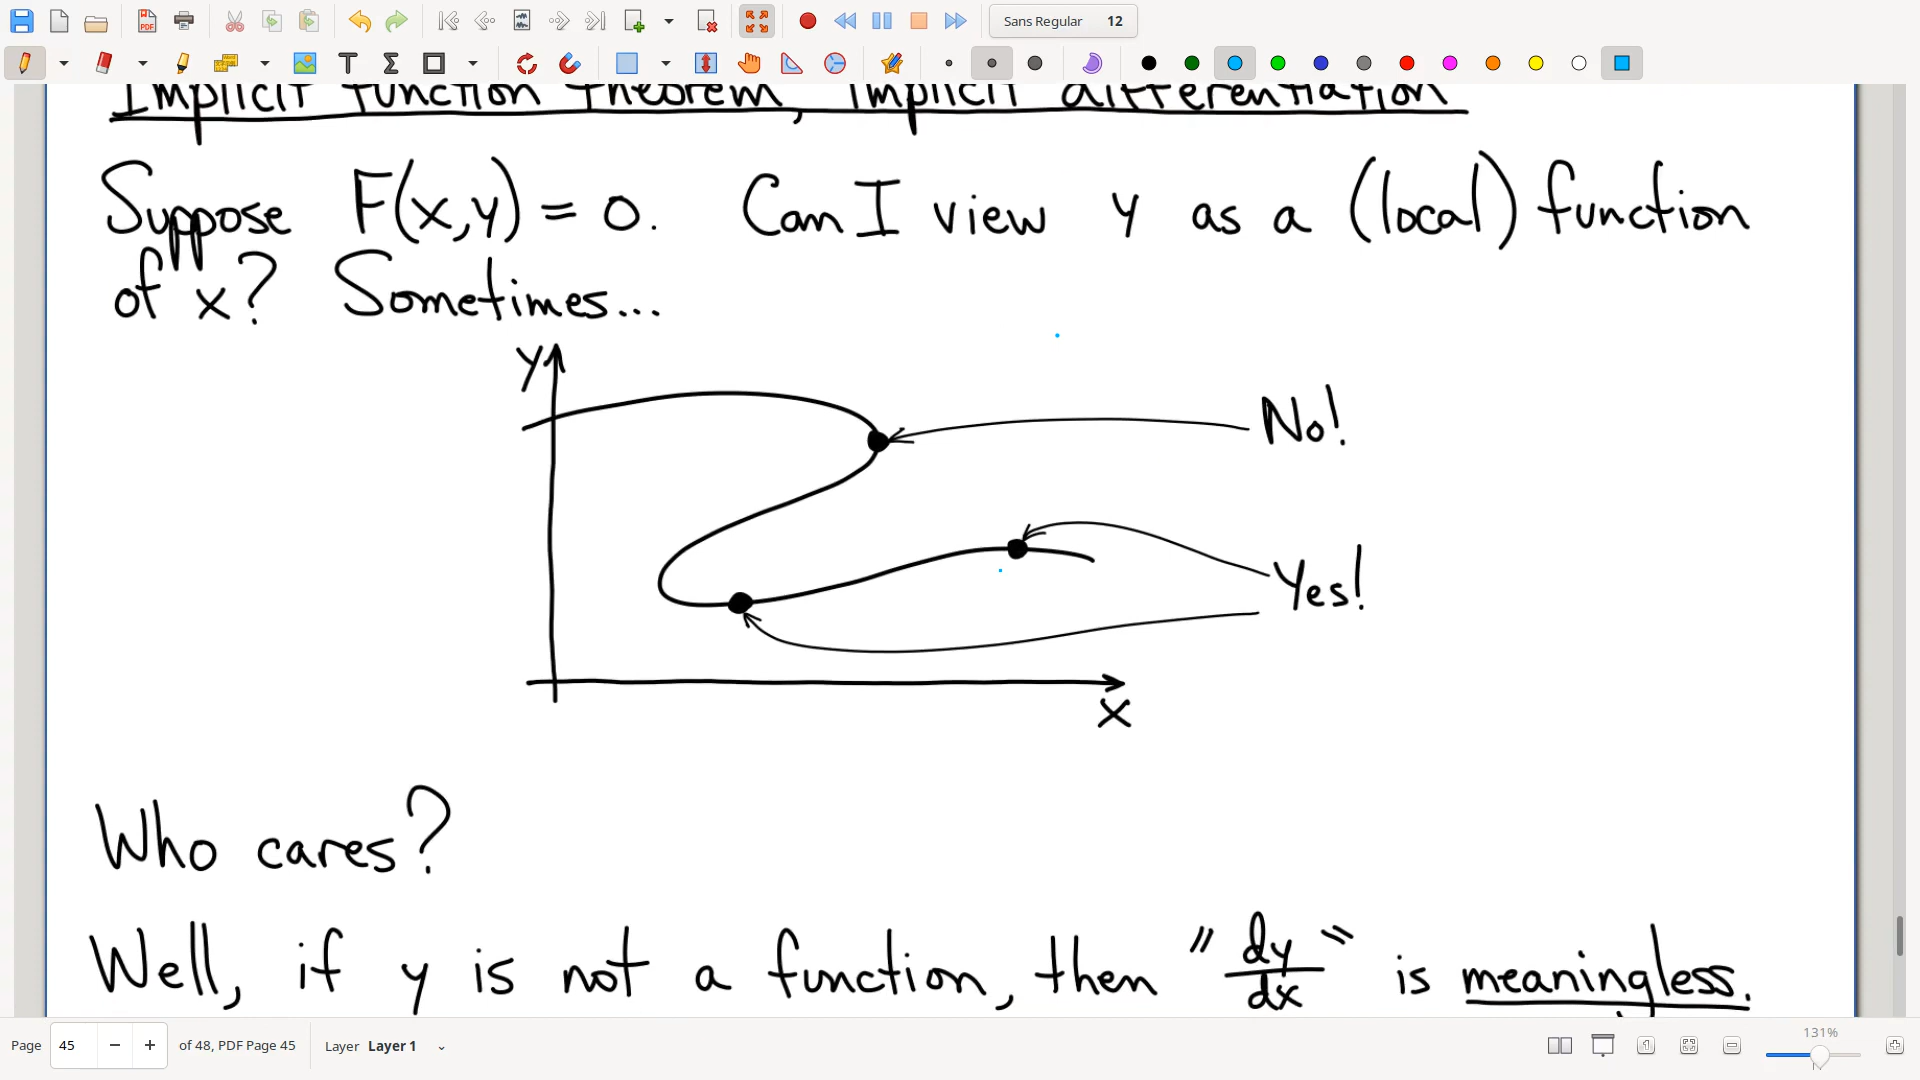 Sans Regular 12
Implicit function theorem, implicit differentiation
Suppose F(x,y) = 0. Can I view y as a (local) function
of x? Sometimes...
y
No!
Yes!
x
Who cares?
Well, if y is not a function, then "dy/dx" is meaningless.
131%
Page 45 of 48, PDF Page 45 Layer Layer 1